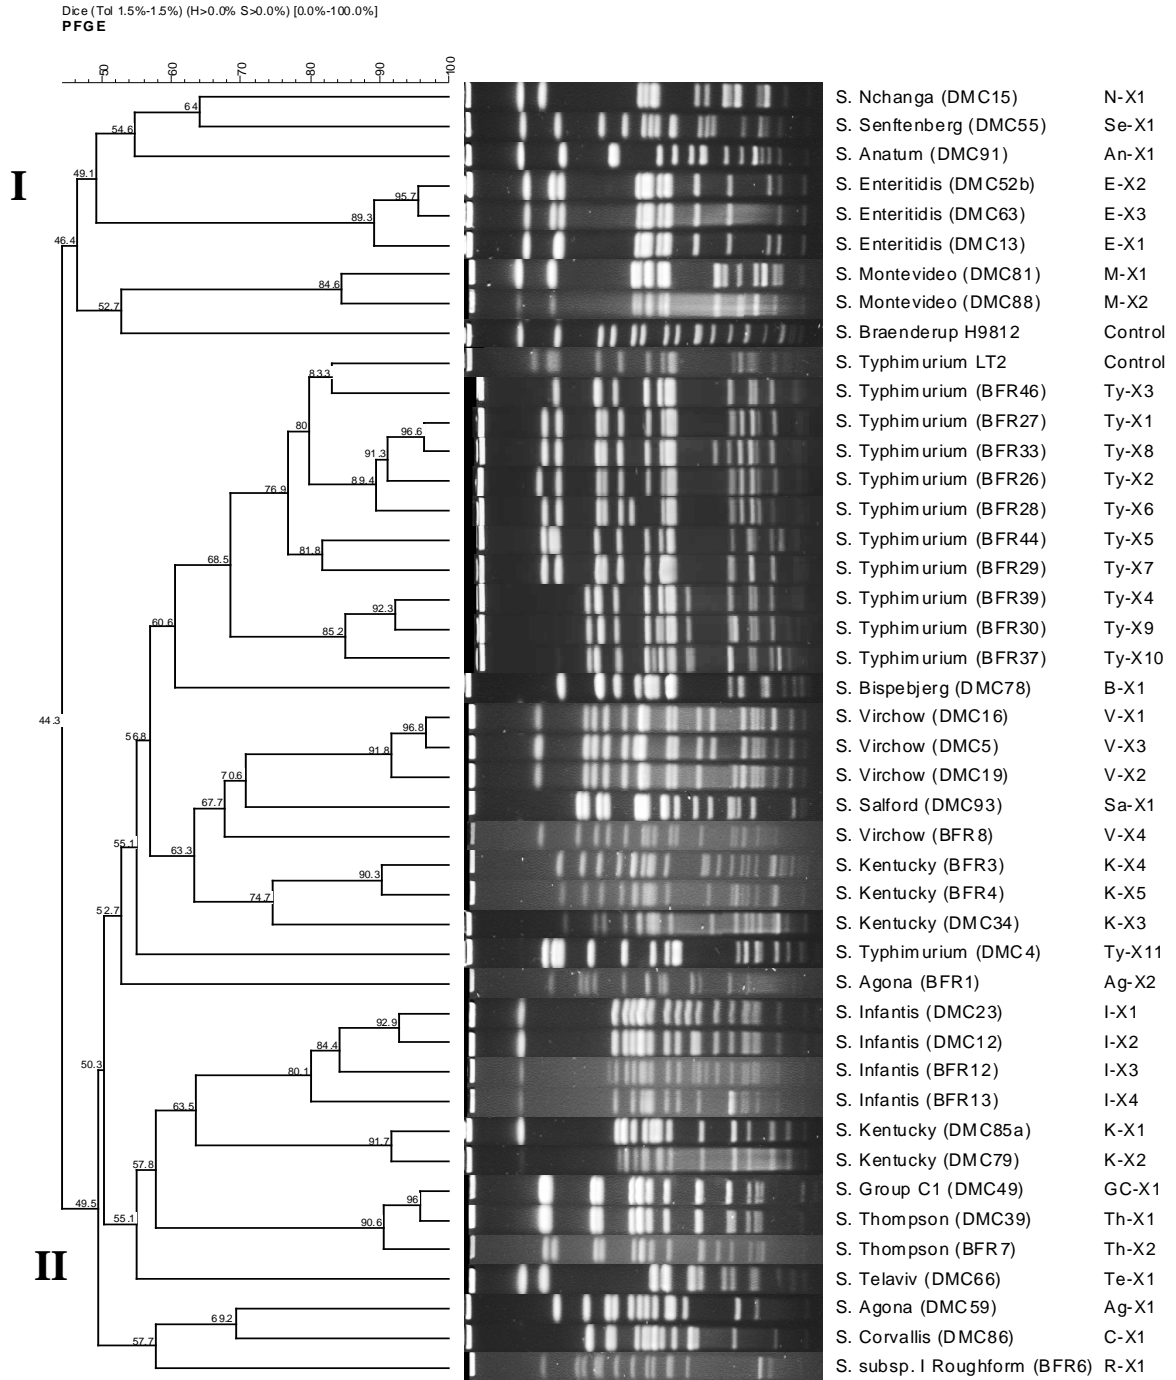 Dice (Tol 1.5%-1.5%) (H>0.0% S>0.0%) [0.0%-100.0%]
PFGE
50 60 70 80 90 100
64 S. Nchanga (DMC15) N-X1
54.6 S. Senftenberg (DMC55) Se-X1
S. Anatum (DMC91) An-X1
I 49.1 95.7 S. Enteritidis (DMC52b) E-X2
89.3 S. Enteritidis (DMC63) E-X3
46.4 S. Enteritidis (DMC13) E-X1
84.6 S. Montevideo (DMC81) M-X1
52.7 S. Montevideo (DMC88) M-X2
S. Braenderup H9812 Control
83.3 S. Typhimurium LT2 Control
S. Typhimurium (BFR46) Ty-X3
80 96.6 S. Typhimurium (BFR27) Ty-X1
91.3 S. Typhimurium (BFR33) Ty-X8
76.9 89.4 S. Typhimurium (BFR26) Ty-X2
S. Typhimurium (BFR28) Ty-X6
81.8 S. Typhimurium (BFR44) Ty-X5
68.5 S. Typhimurium (BFR29) Ty-X7
92.3 S. Typhimurium (BFR39) Ty-X4
60.6 85.2 S. Typhimurium (BFR30) Ty-X9
S. Typhimurium (BFR37) Ty-X10
S. Bispebjerg (DMC78) B-X1
44.3 96.8 S. Virchow (DMC16) V-X1
56.8 91.8 S. Virchow (DMC5) V-X3
70.6 S. Virchow (DMC19) V-X2
67.7 S. Salford (DMC93) Sa-X1
55.1 63.3 S. Virchow (BFR8) V-X4
90.3 S. Kentucky (BFR3) K-X4
74.7 S. Kentucky (BFR4) K-X5
52.7 S. Kentucky (DMC34) K-X3
S. Typhimurium (DMC4) Ty-X11
S. Agona (BFR1) Ag-X2
92.9 S. Infantis (DMC23) I-X1
84.4 S. Infantis (DMC12) I-X2
50.3 80.1 S. Infantis (BFR12) I-X3
63.5 S. Infantis (BFR13) I-X4
91.7 S. Kentucky (DMC85a) K-X1
57.8 S. Kentucky (DMC79) K-X2
49.5 96 S. Group C1 (DMC49) GC-X1
55.1 90.6 S. Thompson (DMC39) Th-X1
II S. Thompson (BFR7) Th-X2
S. Telaviv (DMC66) Te-X1
69.2 S. Agona (DMC59) Ag-X1
57.7 S. Corvallis (DMC86) C-X1
S. subsp. I Roughform (BFR6) R-X1